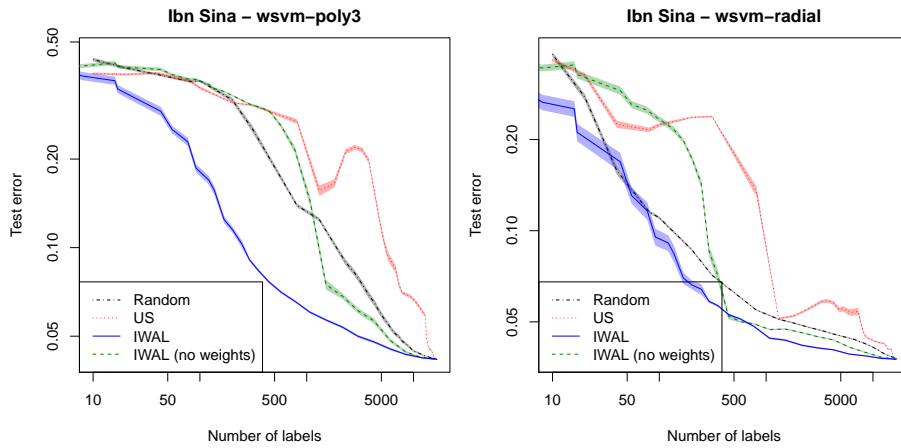 Ibn Sina − wsvm−poly3
0.50
0.20
0.10
0.05
Test error
Random
US
IWAL
IWAL (no weights)
10
50
500
5000
Number of labels
Ibn Sina − wsvm−radial
0.20
0.10
0.05
Test error
Random
US
IWAL
IWAL (no weights)
10
50
500
5000
Number of labels